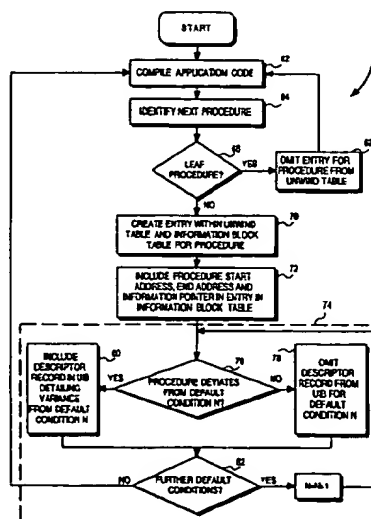 START
COMPILE APPLICATION CODE
62
IDENTIFY NEXT PROCEDURE
64
LEAF
PROCEDURE?
68
YES
OMIT ENTRY FOR
PROCEDURE FROM
UNWIND TABLE
NO
70
CREATE ENTRY WITHIN UNWIND
TABLE AND INFORMATION BLOCK
TABLE FOR PROCEDURE
72
INCLUDE PROCEDURE START
ADDRESS, END ADDRESS AND
INFORMATION POINTER IN ENTRY IN
INFORMATION BLOCK TABLE
74
80
INCLUDE
DESCRIPTOR
RECORD IN UIB
DETAILING
VARIANCE
FROM DEFAULT
CONDITION N
YES
76
PROCEDURE DEVIATES
FROM DEFAULT
CONDITION N?
NO
78
OMIT
DESCRIPTOR
RECORD FROM
UIB FOR
DEFAULT
CONDITION N
NO
82
FURTHER DEFAULT
CONDITIONS?
YES
N=N+1